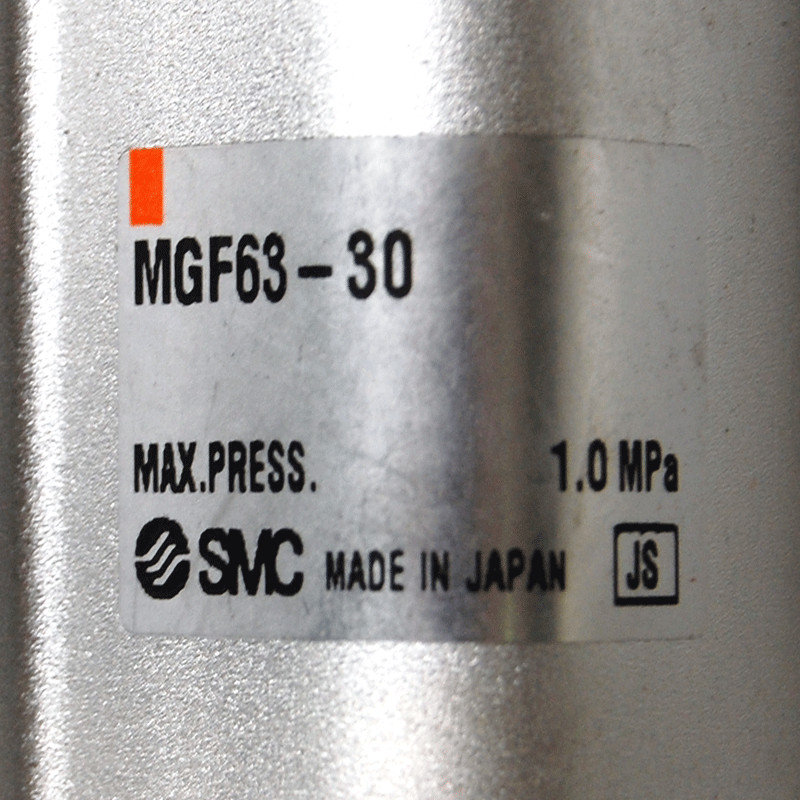 MGF63-30
MAX.PRESS. 1.0 MPa
SMC MADE IN JAPAN JS